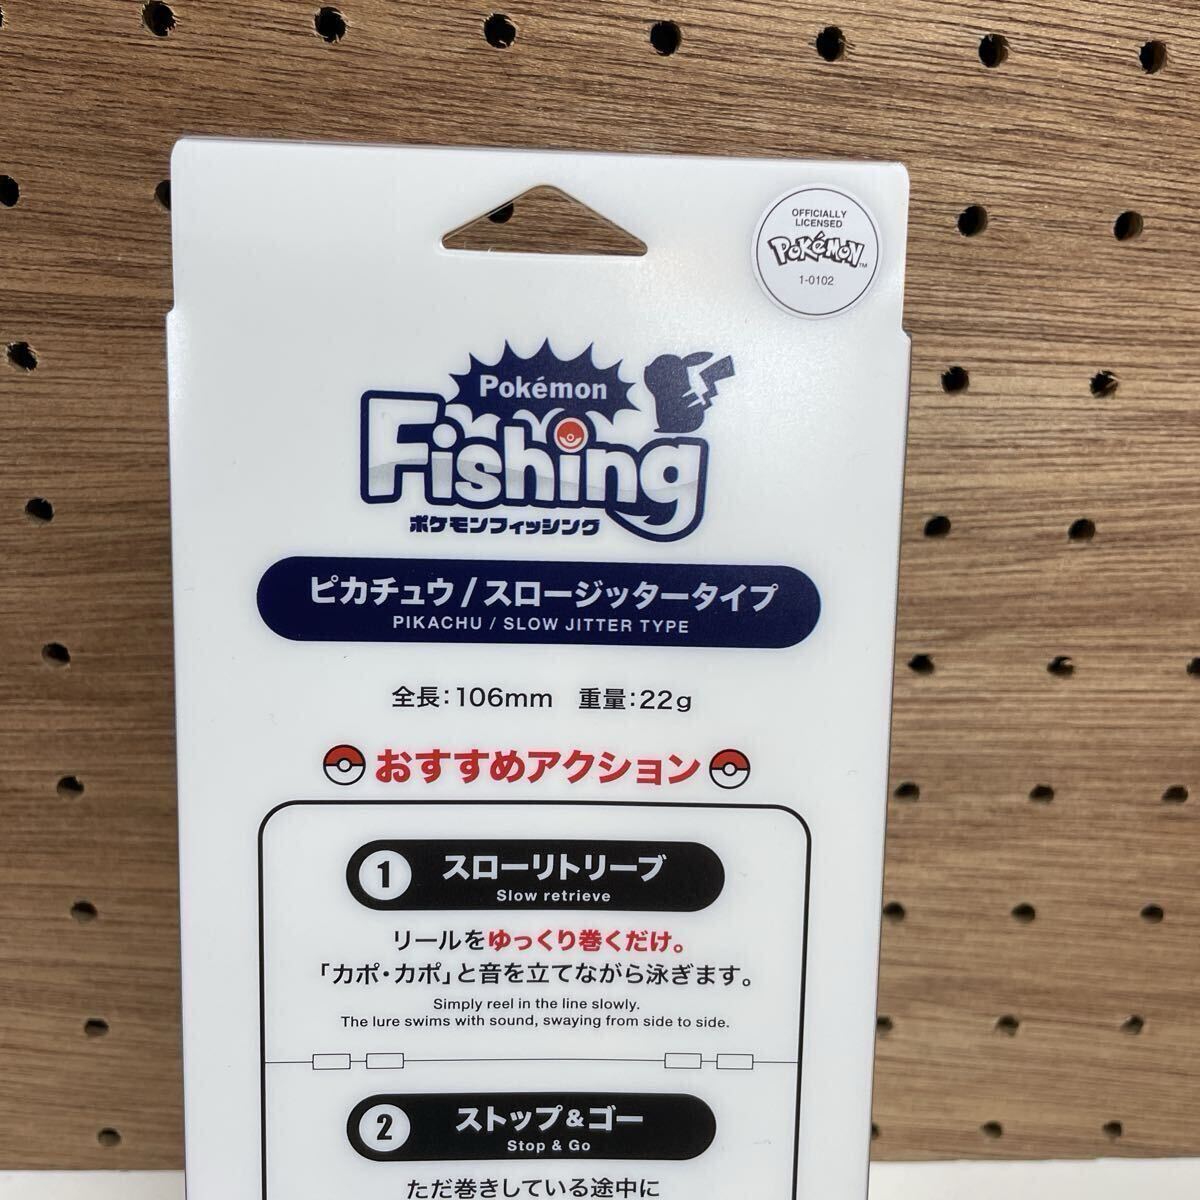 OFFICIALLY
LICENSED
POKéMON™
1-0102
Pokémon
Fishing
ポケモンフィッシング
ピカチュウ/スロージッタータイプ
PIKACHU / SLOW JITTER TYPE
全長:106mm 重量:22g
おすすめアクション
1 スローリトリーブ
Slow retrieve
リールをゆっくり巻くだけ。
「カポ・カポ」と音を立てながら泳ぎます。
Simply reel in the line slowly.
The lure swims with sound, swaying from side to side.
2 ストップ&ゴー
Stop & Go
ただ巻きしている途中に